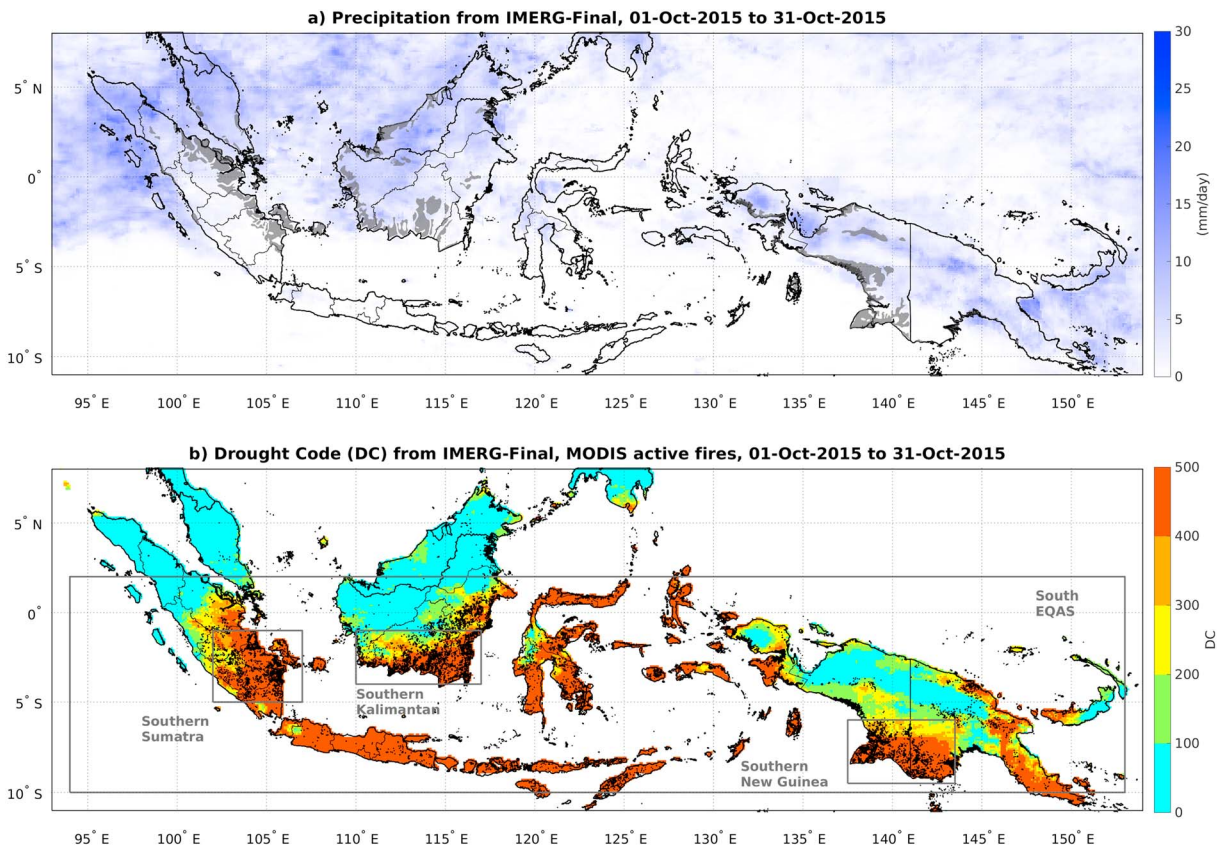 a) Precipitation from IMERG-Final, 01-Oct-2015 to 31-Oct-2015
30
25
20
15
10
5
0
(mm/day)
5° N
0°
5° S
10° S
95° E 100° E 105° E 110° E 115° E 120° E 125° E 130° E 135° E 140° E 145° E 150° E
b) Drought Code (DC) from IMERG-Final, MODIS active fires, 01-Oct-2015 to 31-Oct-2015
500
400
300
200
100
0
DC
5° N
0°
5° S
10° S
South
EQAS
Southern
Kalimantan
Southern
Sumatra
Southern
New Guinea
95° E 100° E 105° E 110° E 115° E 120° E 125° E 130° E 135° E 140° E 145° E 150° E